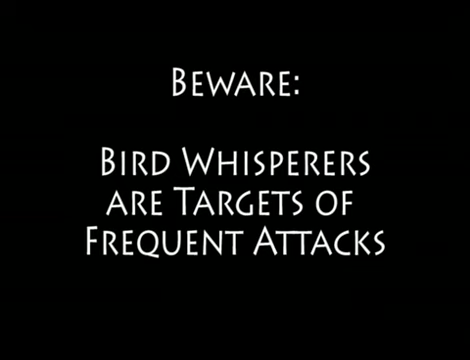 Beware:
Bird Whisperers
are Targets of
Frequent Attacks